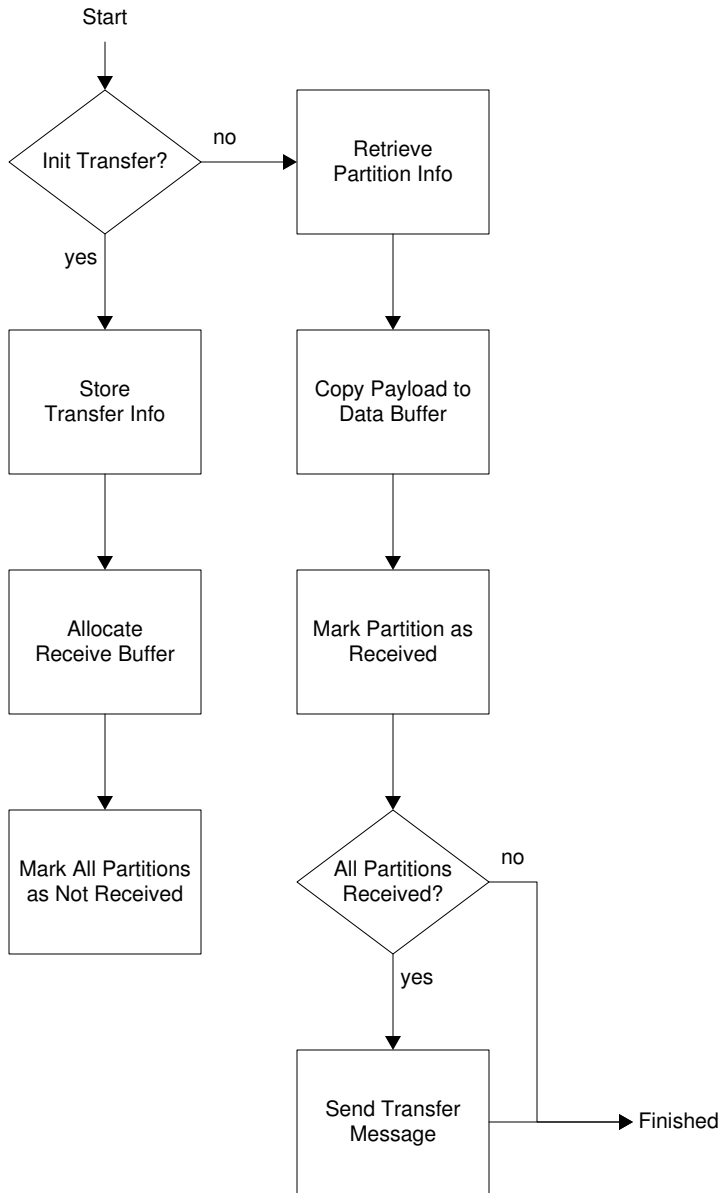 Start
Init Transfer?
no
Retrieve
Partition Info
yes
Store
Transfer Info
Copy Payload to
Data Buffer
Allocate
Receive Buffer
Mark Partition as
Received
Mark All Partitions
as Not Received
All Partitions
Received?
no
yes
Send Transfer
Message
Finished